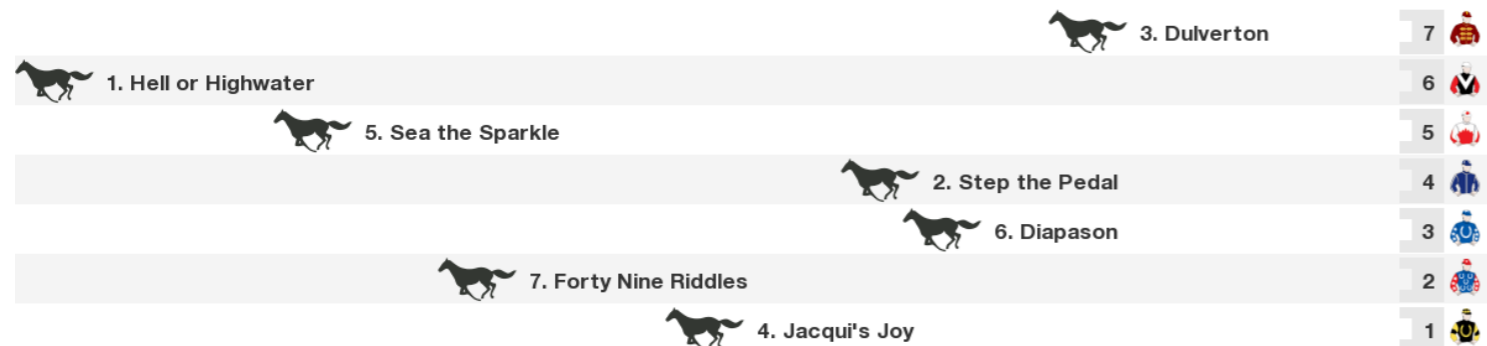 3. Dulverton 7
1. Hell or Highwater 6
5. Sea the Sparkle 5
2. Step the Pedal 4
6. Diapason 3
7. Forty Nine Riddles 2
4. Jacqui's Joy 1